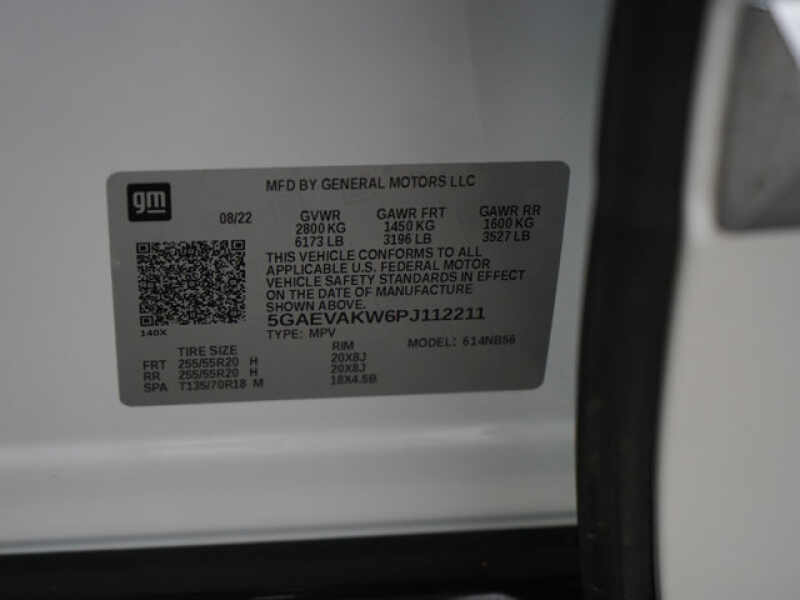 gm
MFD BY GENERAL MOTORS LLC
08/22 GVWR GAWR FRT GAWR RR
2800 KG 1450 KG 1600 KG
6173 LB 3196 LB 3527 LB
THIS VEHICLE CONFORMS TO ALL
APPLICABLE U.S. FEDERAL MOTOR
VEHICLE SAFETY STANDARDS IN EFFECT
ON THE DATE OF MANUFACTURE
SHOWN ABOVE.
140X
5GAEVAKW6PJ112211
TYPE: MPV MODEL: 614NB56
TIRE SIZE RIM
FRT 255/55R20 H 20X8J
RR 255/55R20 H 20X8J
SPA T135/70R18 M 18X4.5B